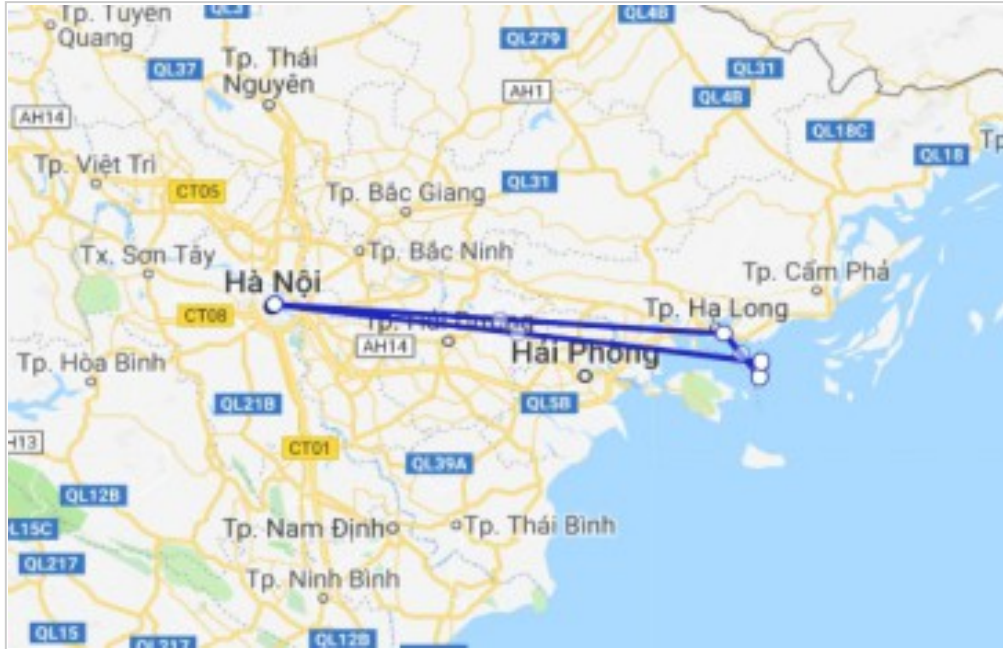 Tp. Tuyên
Quang
QL3
QL4B
QL279
QL31
QL37
Tp. Thái
Nguyên
AH1
QL4B
AH14
QL18C
QL18
Tp
Tp. Việt Trì
CT05
QL31
Tp. Bắc Giang
Tp. Bắc Ninh
Tx. Sơn Tây
Hà Nội
Tp. Cẩm Phả
Tp. Hạ Long
CT08
AH14
Hải Phòng
Tp. Hòa Bình
QL21B
QL5B
H13
CT01
QL39A
QL12B
L15C
Tp. Nam Định
Tp. Thái Bình
QL217
Tp. Ninh Bình
QL15
QL217
QL12B